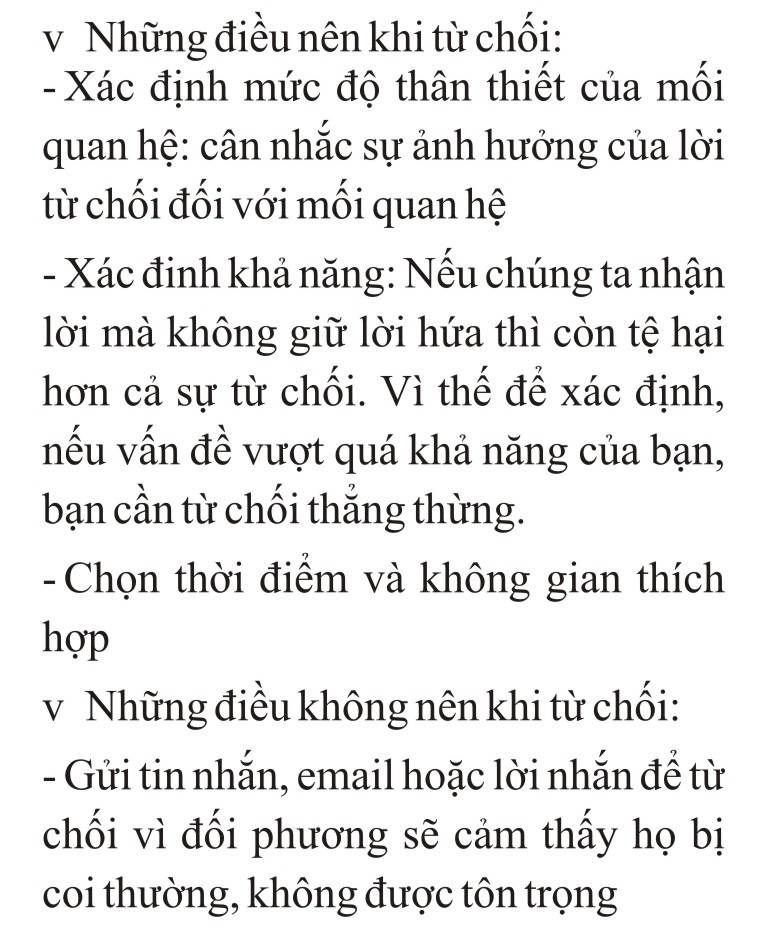 v Những điều nên khi từ chối:
- Xác định mức độ thân thiết của mối
quan hệ: cân nhắc sự ảnh hưởng của lời
từ chối đối với mối quan hệ
- Xác đinh khả năng: Nếu chúng ta nhận
lời mà không giữ lời hứa thì còn tệ hại
hơn cả sự từ chối. Vì thế để xác định,
nếu vấn đề vượt quá khả năng của bạn,
bạn cần từ chối thẳng thừng.
- Chọn thời điểm và không gian thích
hợp
v Những điều không nên khi từ chối:
- Gửi tin nhắn, email hoặc lời nhắn để từ
chối vì đối phương sẽ cảm thấy họ bị
coi thường, không được tôn trọng